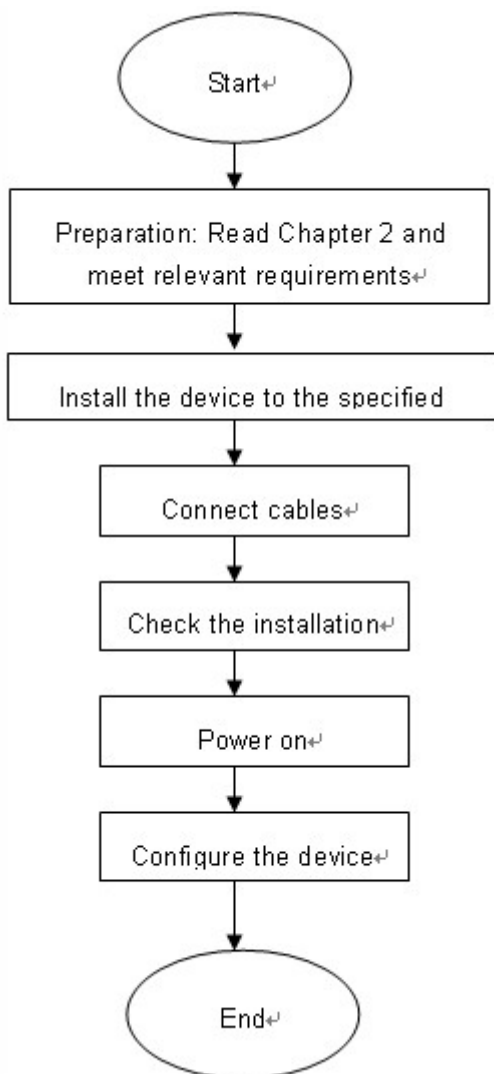 Start
Preparation: Read Chapter 2 and
meet relevant requirements
Install the device to the specified
Connect cables
Check the installation
Power on
Configure the device
End